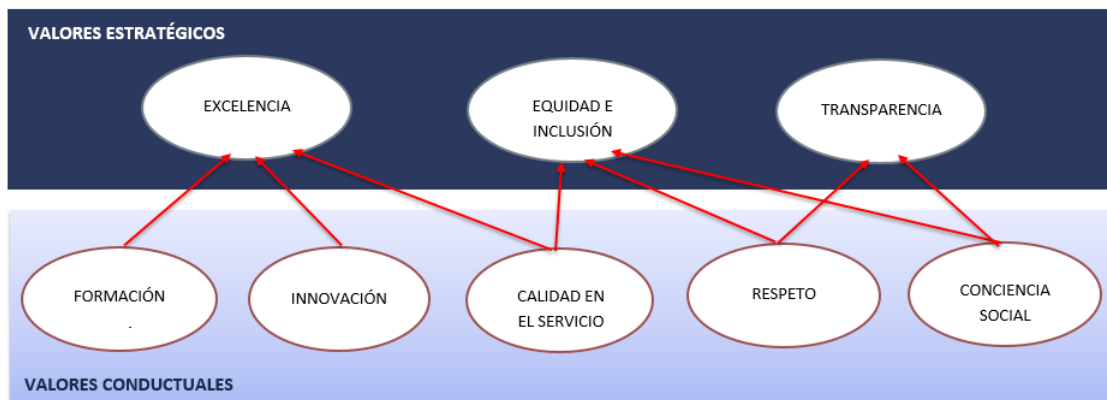 VALORES ESTRATÉGICOS
EXCELENCIA
EQUIDAD E
INCLUSIÓN
TRANSPARENCIA
FORMACIÓN
.
INNOVACIÓN
CALIDAD EN
EL SERVICIO
RESPETO
CONCIENCIA
SOCIAL
VALORES CONDUCTUALES